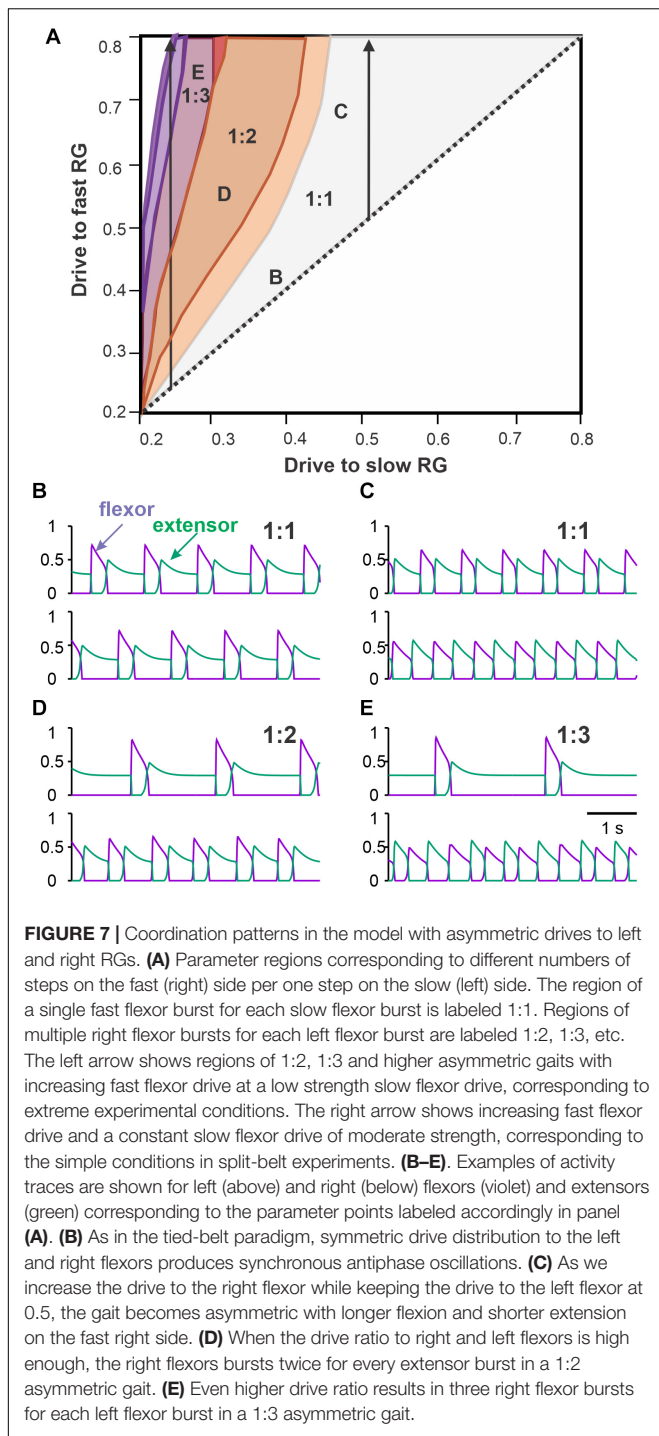 A
0.8
0.7
0.6
0.5
0.4
0.3
0.2
Drive to fast RG
E
1:3
1:2
D
C
1:1
B
0.2 0.3 0.4 0.5 0.6 0.7 0.8
Drive to slow RG
B
flexor
extensor
1:1
1
0.5
0
1
0.5
0
C
1:1
1
0.5
0
1
0.5
0
D
1:2
1
0.5
0
1
0.5
0
E
1:3
1
0.5
0
1 s
1
0.5
0
FIGURE 7 | Coordination patterns in the model with asymmetric drives to left
and right RGs. (A) Parameter regions corresponding to different numbers of
steps on the fast (right) side per one step on the slow (left) side. The region of
a single fast flexor burst for each slow flexor burst is labeled 1:1. Regions of
multiple right flexor bursts for each left flexor burst are labeled 1:2, 1:3, etc.
The left arrow shows regions of 1:2, 1:3 and higher asymmetric gaits with
increasing fast flexor drive at a low strength slow flexor drive, corresponding to
extreme experimental conditions. The right arrow shows increasing fast flexor
drive and a constant slow flexor drive of moderate strength, corresponding to
the simple conditions in split-belt experiments. (B–E). Examples of activity
traces are shown for left (above) and right (below) flexors (violet) and extensors
(green) corresponding to the parameter points labeled accordingly in panel
(A). (B) As in the tied-belt paradigm, symmetric drive distribution to the left
and right flexors produces synchronous antiphase oscillations. (C) As we
increase the drive to the right flexor while keeping the drive to the left flexor at
0.5, the gait becomes asymmetric with longer flexion and shorter extension
on the fast right side. (D) When the drive ratio to right and left flexors is high
enough, the right flexors bursts twice for every extensor burst in a 1:2
asymmetric gait. (E) Even higher drive ratio results in three right flexor bursts
for each left flexor burst in a 1:3 asymmetric gait.